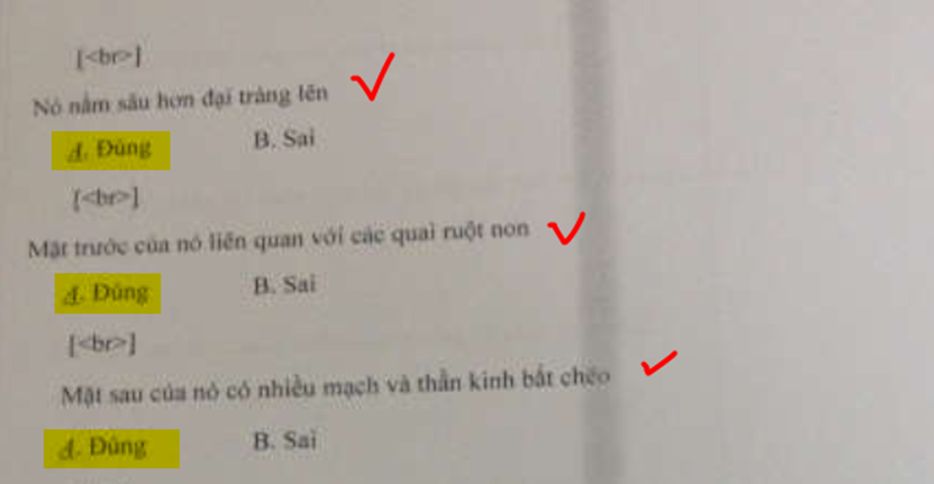 [<br>]
Nó nằm sâu hơn đại tràng lên
A. Đúng B. Sai
[<br>]
Mặt trước của nó liên quan với các quai ruột non
A. Đúng B. Sai
[<br>]
Mặt sau của nó có nhiều mạch và thần kinh bắt chéo
A. Đúng B. Sai